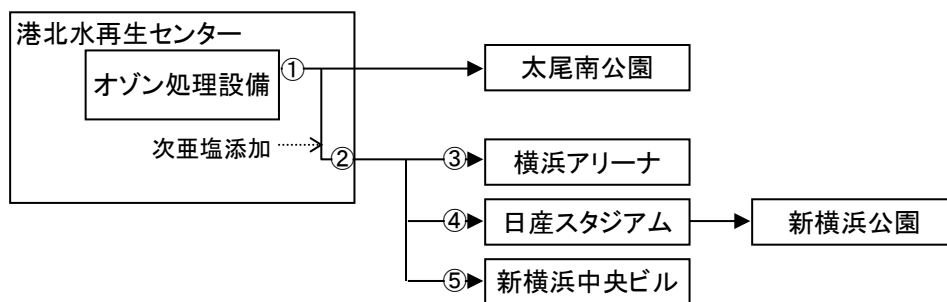 港北水再生センター
オゾン処理設備
①
太尾南公園
次亜塩添加
②
③
横浜アリーナ
④
日産スタジアム
新横浜公園
⑤
新横浜中央ビル